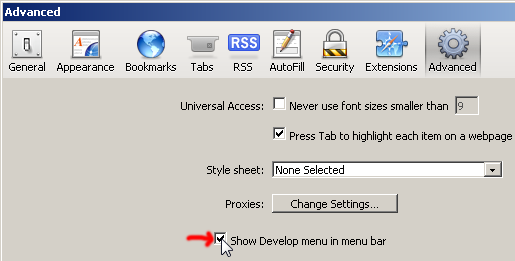 Advanced
RSS
General Appearance Bookmarks Tabs RSS AutoFill Security Extensions Advanced
Universal Access: Never use font sizes smaller than 9
Press Tab to highlight each item on a webpage
Style sheet: None Selected
Proxies: Change Settings...
Show Develop menu in menu bar